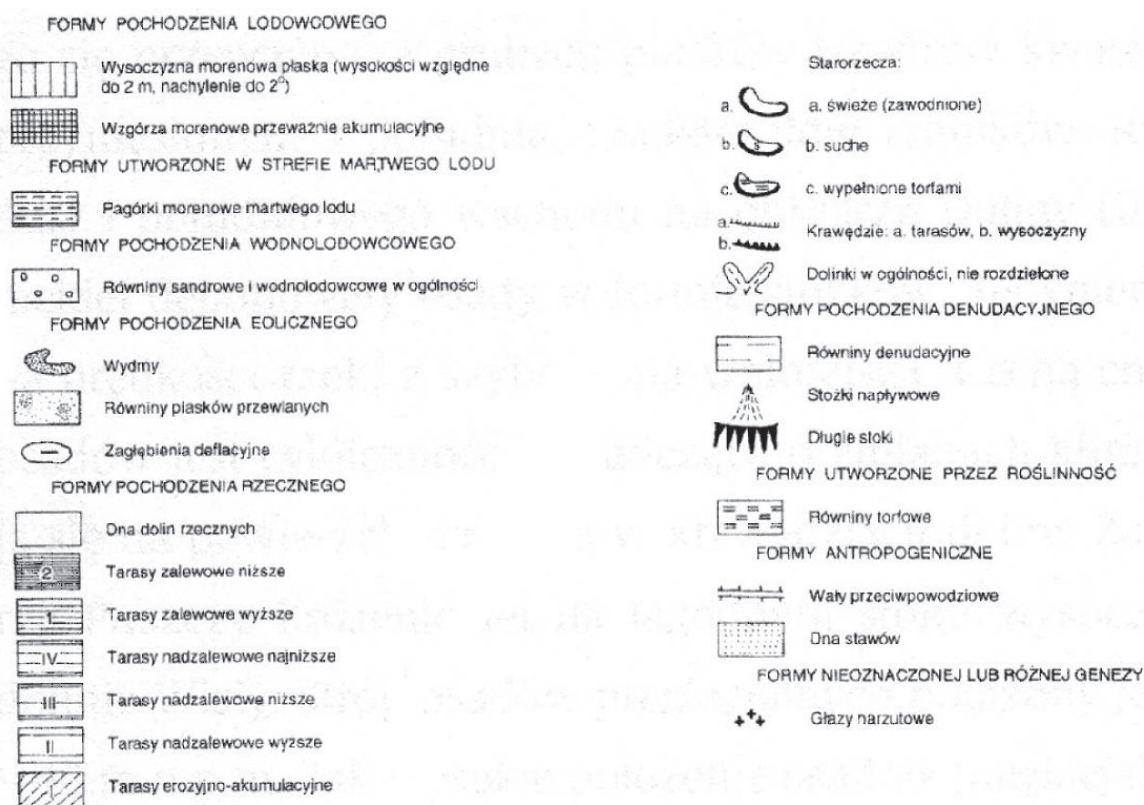 FORMY POCHODZENIA LODOWCOWEGO
Wysoczyzna morenowa płaska (wysokości względne
do 2 m, nachylenie do 2°)
Wzgórza morenowe przeważnie akumulacyjne
FORMY UTWORZONE W STREFIE MARTWEGO LODU
Pagórki morenowe martwego lodu
FORMY POCHODZENIA WODNOLODOWCOWEGO
Równiny sandrowe i wodnolodowcowe w ogólności
FORMY POCHODZENIA EOLICZNEGO
Wydmy
Równiny piasków przewianych
Zagłębienia deflacyjne
FORMY POCHODZENIA RZECZNEGO
Dna dolin rzecznych
2 Tarasy zalewowe niższe
1 Tarasy zalewowe wyższe
IV Tarasy nadzalewowe najniższe
III Tarasy nadzalewowe niższe
II Tarasy nadzalewowe wyższe
I Tarasy erozyjno-akumulacyjne
Starorzecza:
a. a. świeże (zawodnione)
b. s b. suche
c. c. wypełnione torfami
a.
b.
Krawędzie: a. tarasów, b. wysoczyzny
Dolinki w ogólności, nie rozdzielone
FORMY POCHODZENIA DENUDACYJNEGO
Równiny denudacyjne
Stożki napływowe
Długie stoki
FORMY UTWORZONE PRZEZ ROŚLINNOŚĆ
Równiny torfowe
FORMY ANTROPOGENICZNE
Wały przeciwpowodziowe
Dna stawów
FORMY NIEOZNACZONEJ LUB RÓŻNEJ GENEZY
Głazy narzutowe